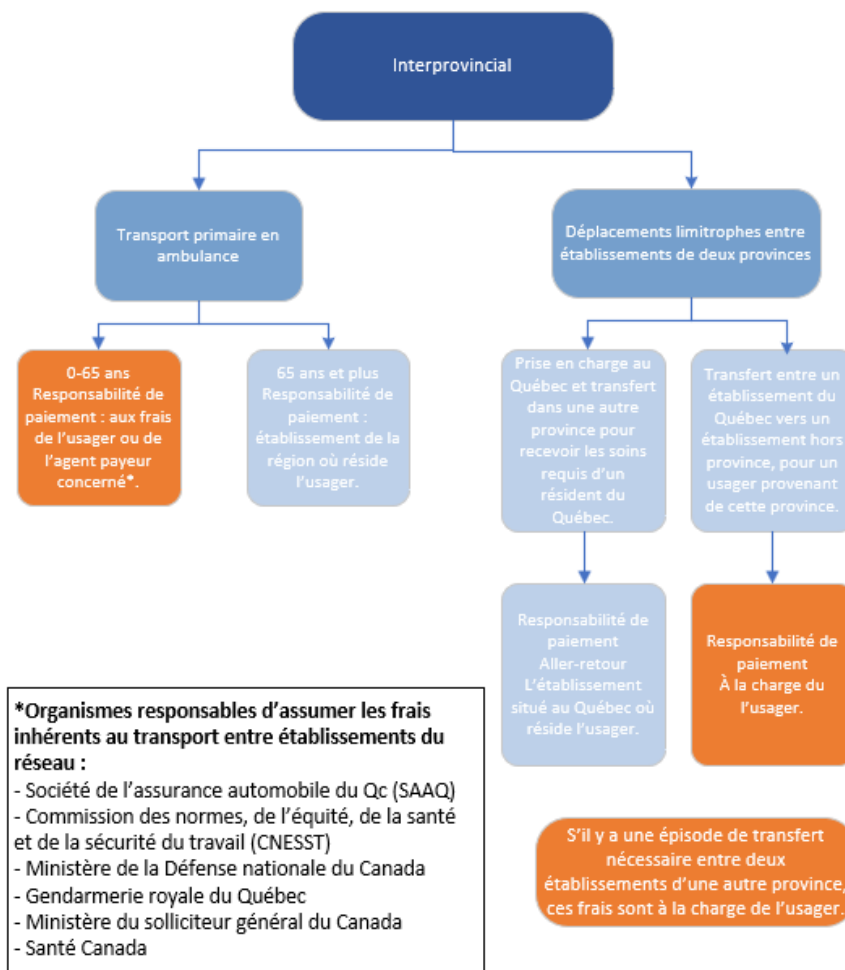 Interprovincial
Transport primaire en
ambulance
Déplacements limitrophes entre
établissements de deux provinces
0-65 ans
Responsabilité de
paiement : aux frais
de l'usager ou de
l'agent payeur
concerné*.
65 ans et plus
Responsabilité de
paiement :
établissement de la
région où réside
l'usager.
Prise en charge au
Québec et transfert
dans une autre
province pour
recevoir les soins
requis d'un
résident du
Québec.
Transfert entre un
établissement du
Québec vers un
établissement hors
province, pour un
usager provenant
de cette province.
Responsabilité de
paiement
Aller-retour
L'établissement
situé au Québec où
réside l'usager.
Responsabilité de
paiement
À la charge du
l'usager.
*Organismes responsables d'assumer les frais
inhérents au transport entre établissements du
réseau :
- Société de l'assurance automobile du Qc (SAAQ)
- Commission des normes, de l'équité, de la santé
et de la sécurité du travail (CNESST)
- Ministère de la Défense nationale du Canada
- Gendarmerie royale du Québec
- Ministère du solliciteur général du Canada
- Santé Canada
S'il y a une épisode de transfert
nécessaire entre deux
établissements d'une autre province,
ces frais sont à la charge de l'usager.